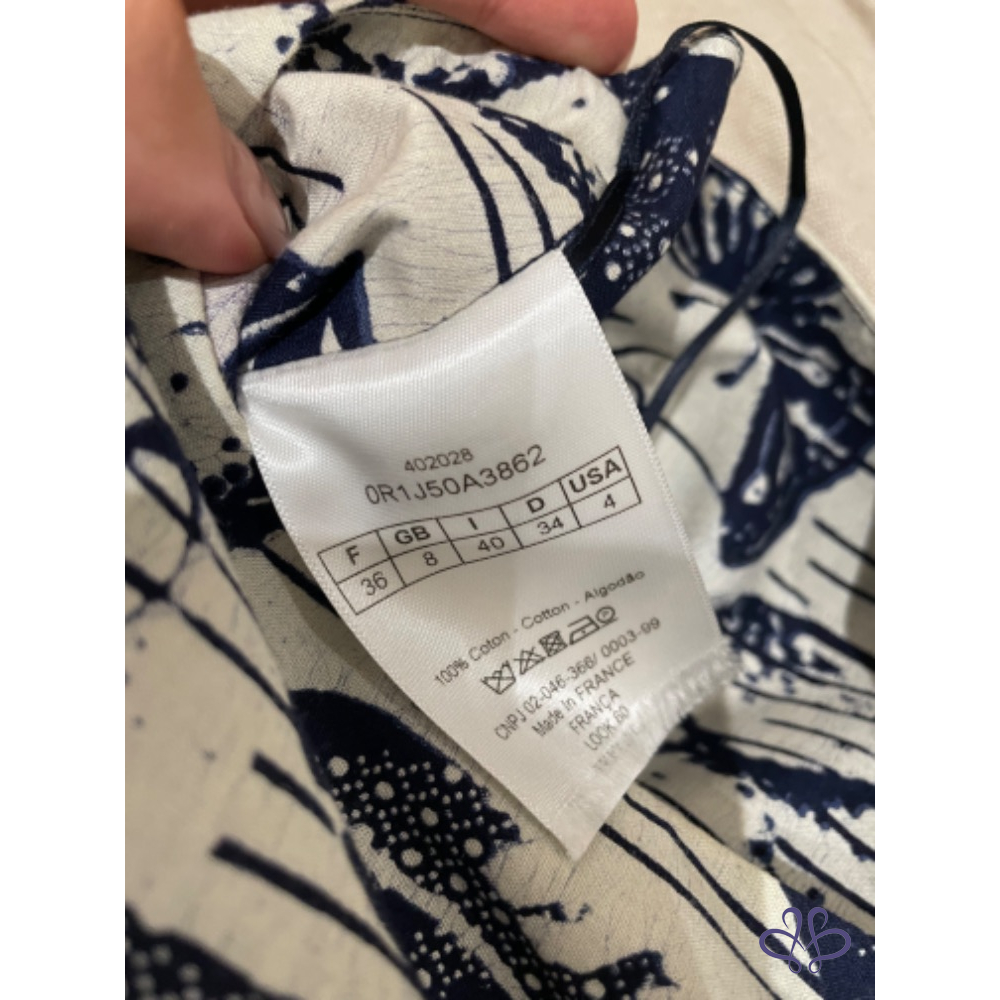 402028
0R1J50A3862
F GB I D USA
36 8 40 34 4
100% Coton - Cotton - Algodão
CNPJ 02-046-366/ 0003-99
Made In FRANCE
FRANÇA
LOOK 60